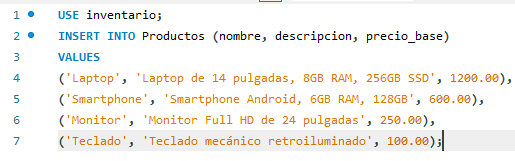 1 USE inventario;
2 INSERT INTO Productos (nombre, descripcion, precio_base)
3 VALUES
4 ('Laptop', 'Laptop de 14 pulgadas, 8GB RAM, 256GB SSD', 1200.00),
5 ('Smartphone', 'Smartphone Android, 6GB RAM, 128GB', 600.00),
6 ('Monitor', 'Monitor Full HD de 24 pulgadas', 250.00),
7 ('Teclado', 'Teclado mecánico retroiluminado', 100.00);